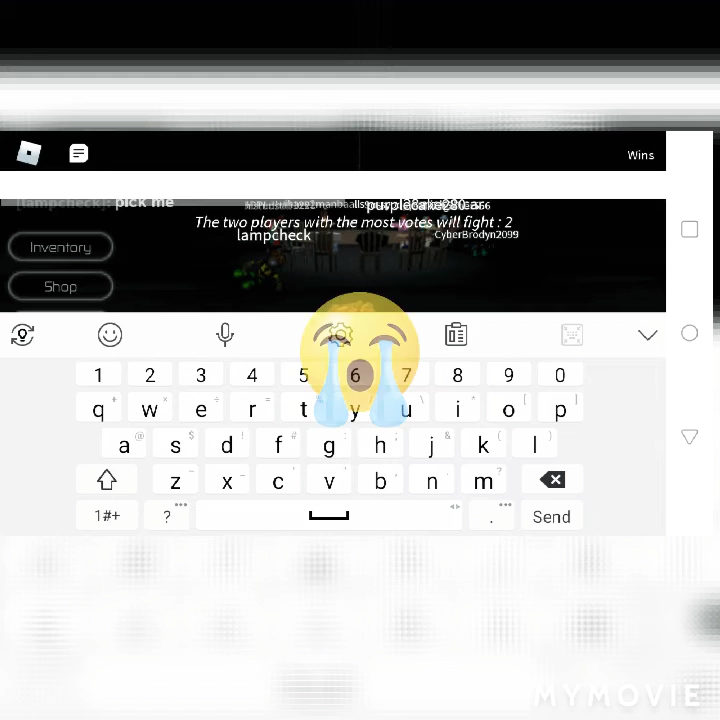 Wins
[lampcheck]: pick me
The two players with the most votes will fight : 2
lampcheck
CyberBrodyn2099
Inventory
Shop
1 2 3 4 5 6 7 8 9 0
q w e r t y u i o p
a s d f g h j k l
z x c v b n m
1#+ ? . Send
MYMOVIE